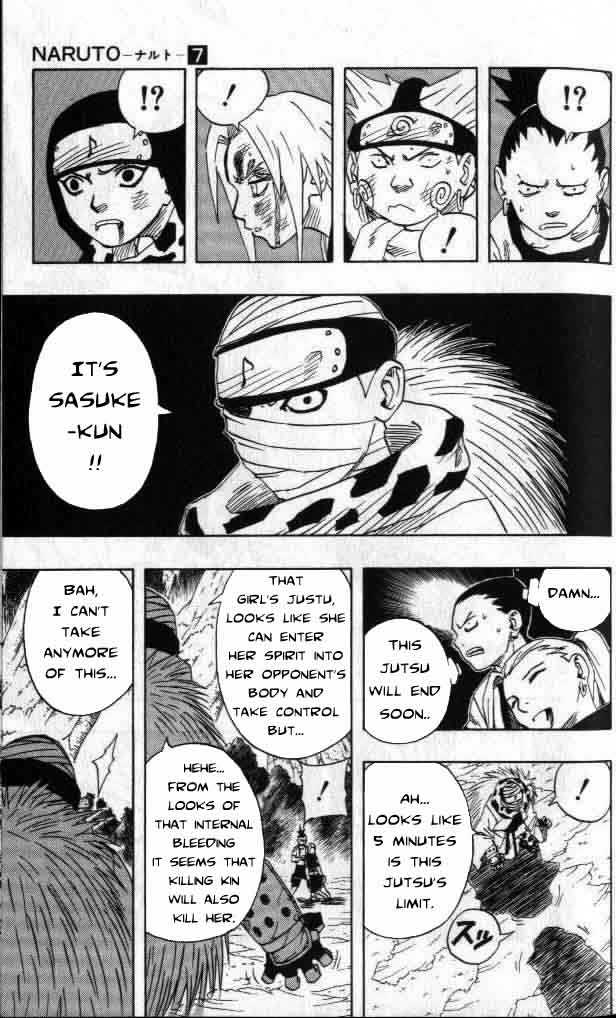 NARUTO―ナルト― 7
!?
!
!
!?
IT'S
SASUKE
-KUN
!!
DAMN...
THIS
JUTSU
WILL END
SOON..
!
AH...
LOOKS LIKE
5 MINUTES
IS THIS
JUTSU'S
LIMIT.
スッ
THAT
GIRL'S JUSTU,
LOOKS LIKE SHE
CAN ENTER
HER SPIRIT INTO
HER OPPONENT'S
BODY AND
TAKE CONTROL
BUT...
!
HEHE...
FROM THE
LOOKS OF
THAT INTERNAL
BLEEDING
IT SEEMS THAT
KILLNG KIN
WILL ALSO
KILL HER.
BAH,
I CAN'T
TAKE
ANYMORE
OF THIS...